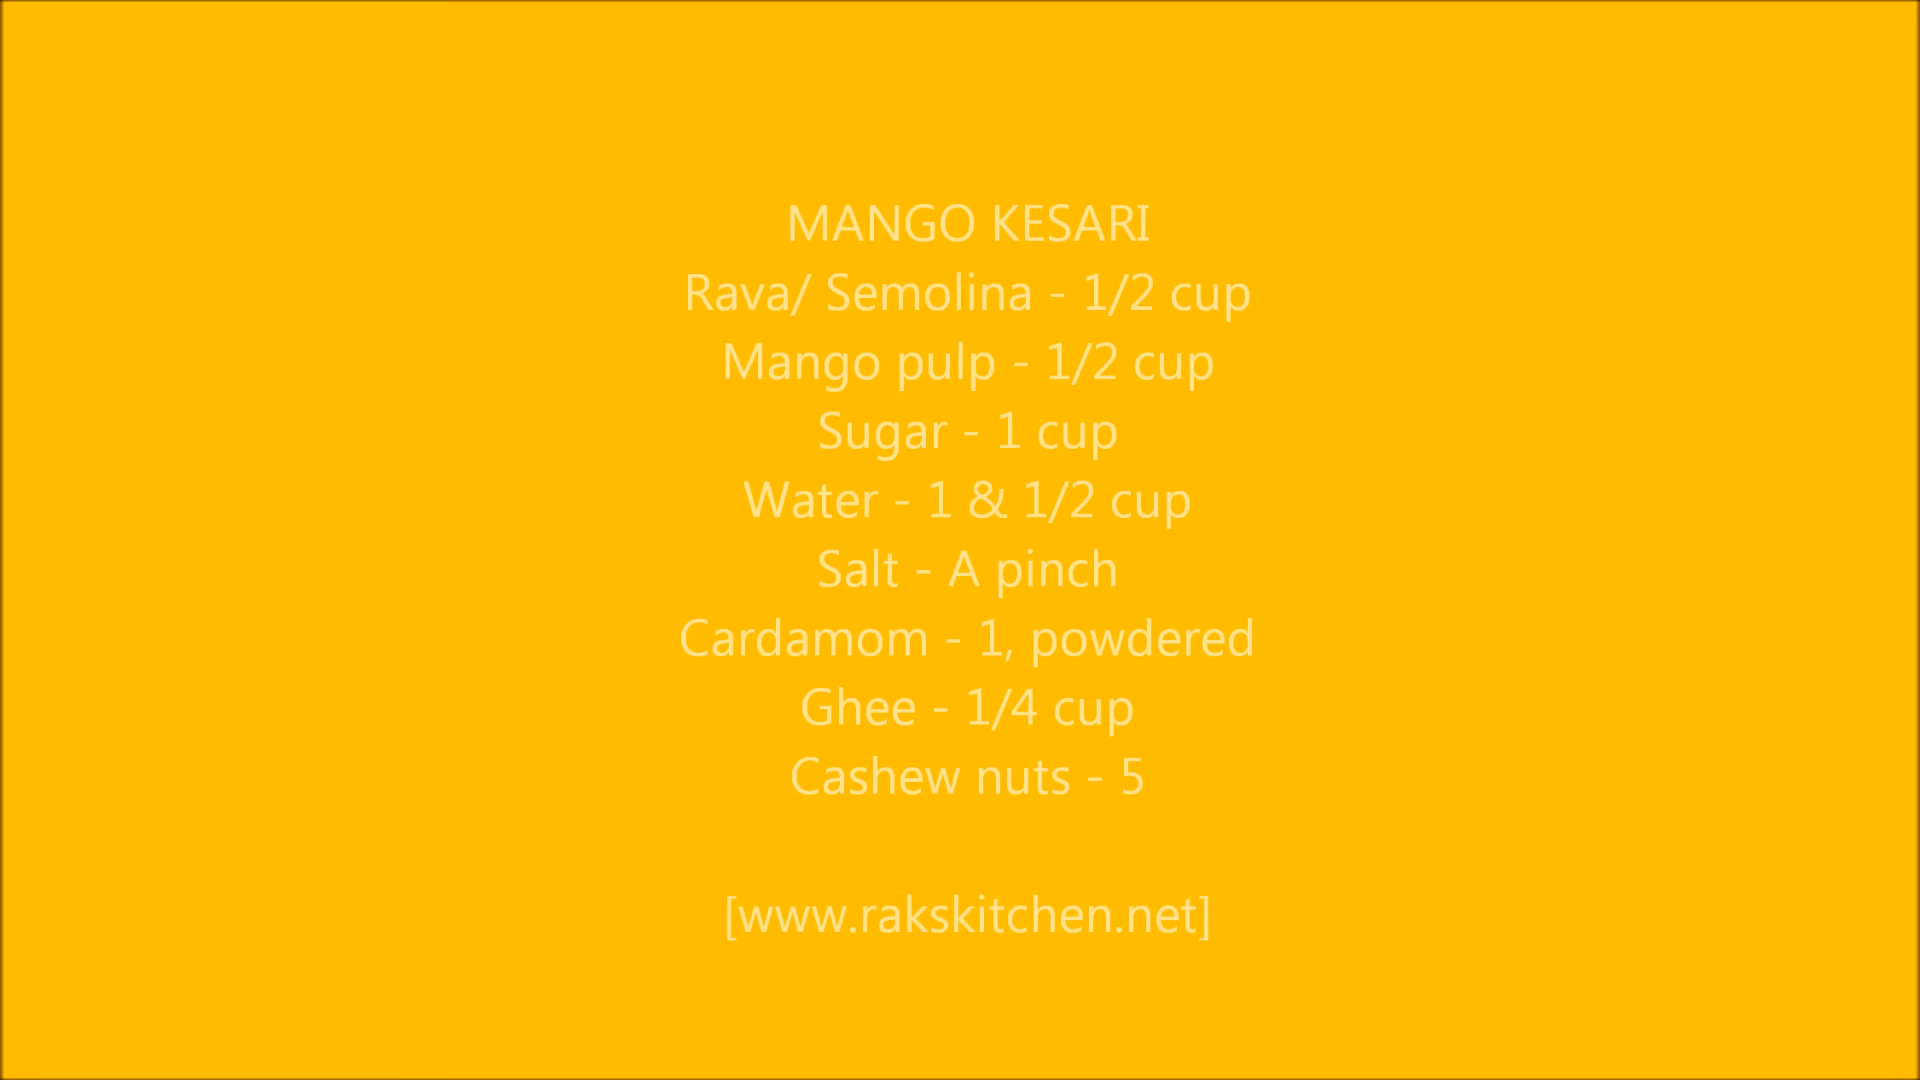 MANGO KESARI
Rava/ Semolina - 1/2 cup
Mango pulp - 1/2 cup
Sugar - 1 cup
Water - 1 & 1/2 cup
Salt - A pinch
Cardamom - 1, powdered
Ghee - 1/4 cup
Cashew nuts - 5
[www.rakskitchen.net]